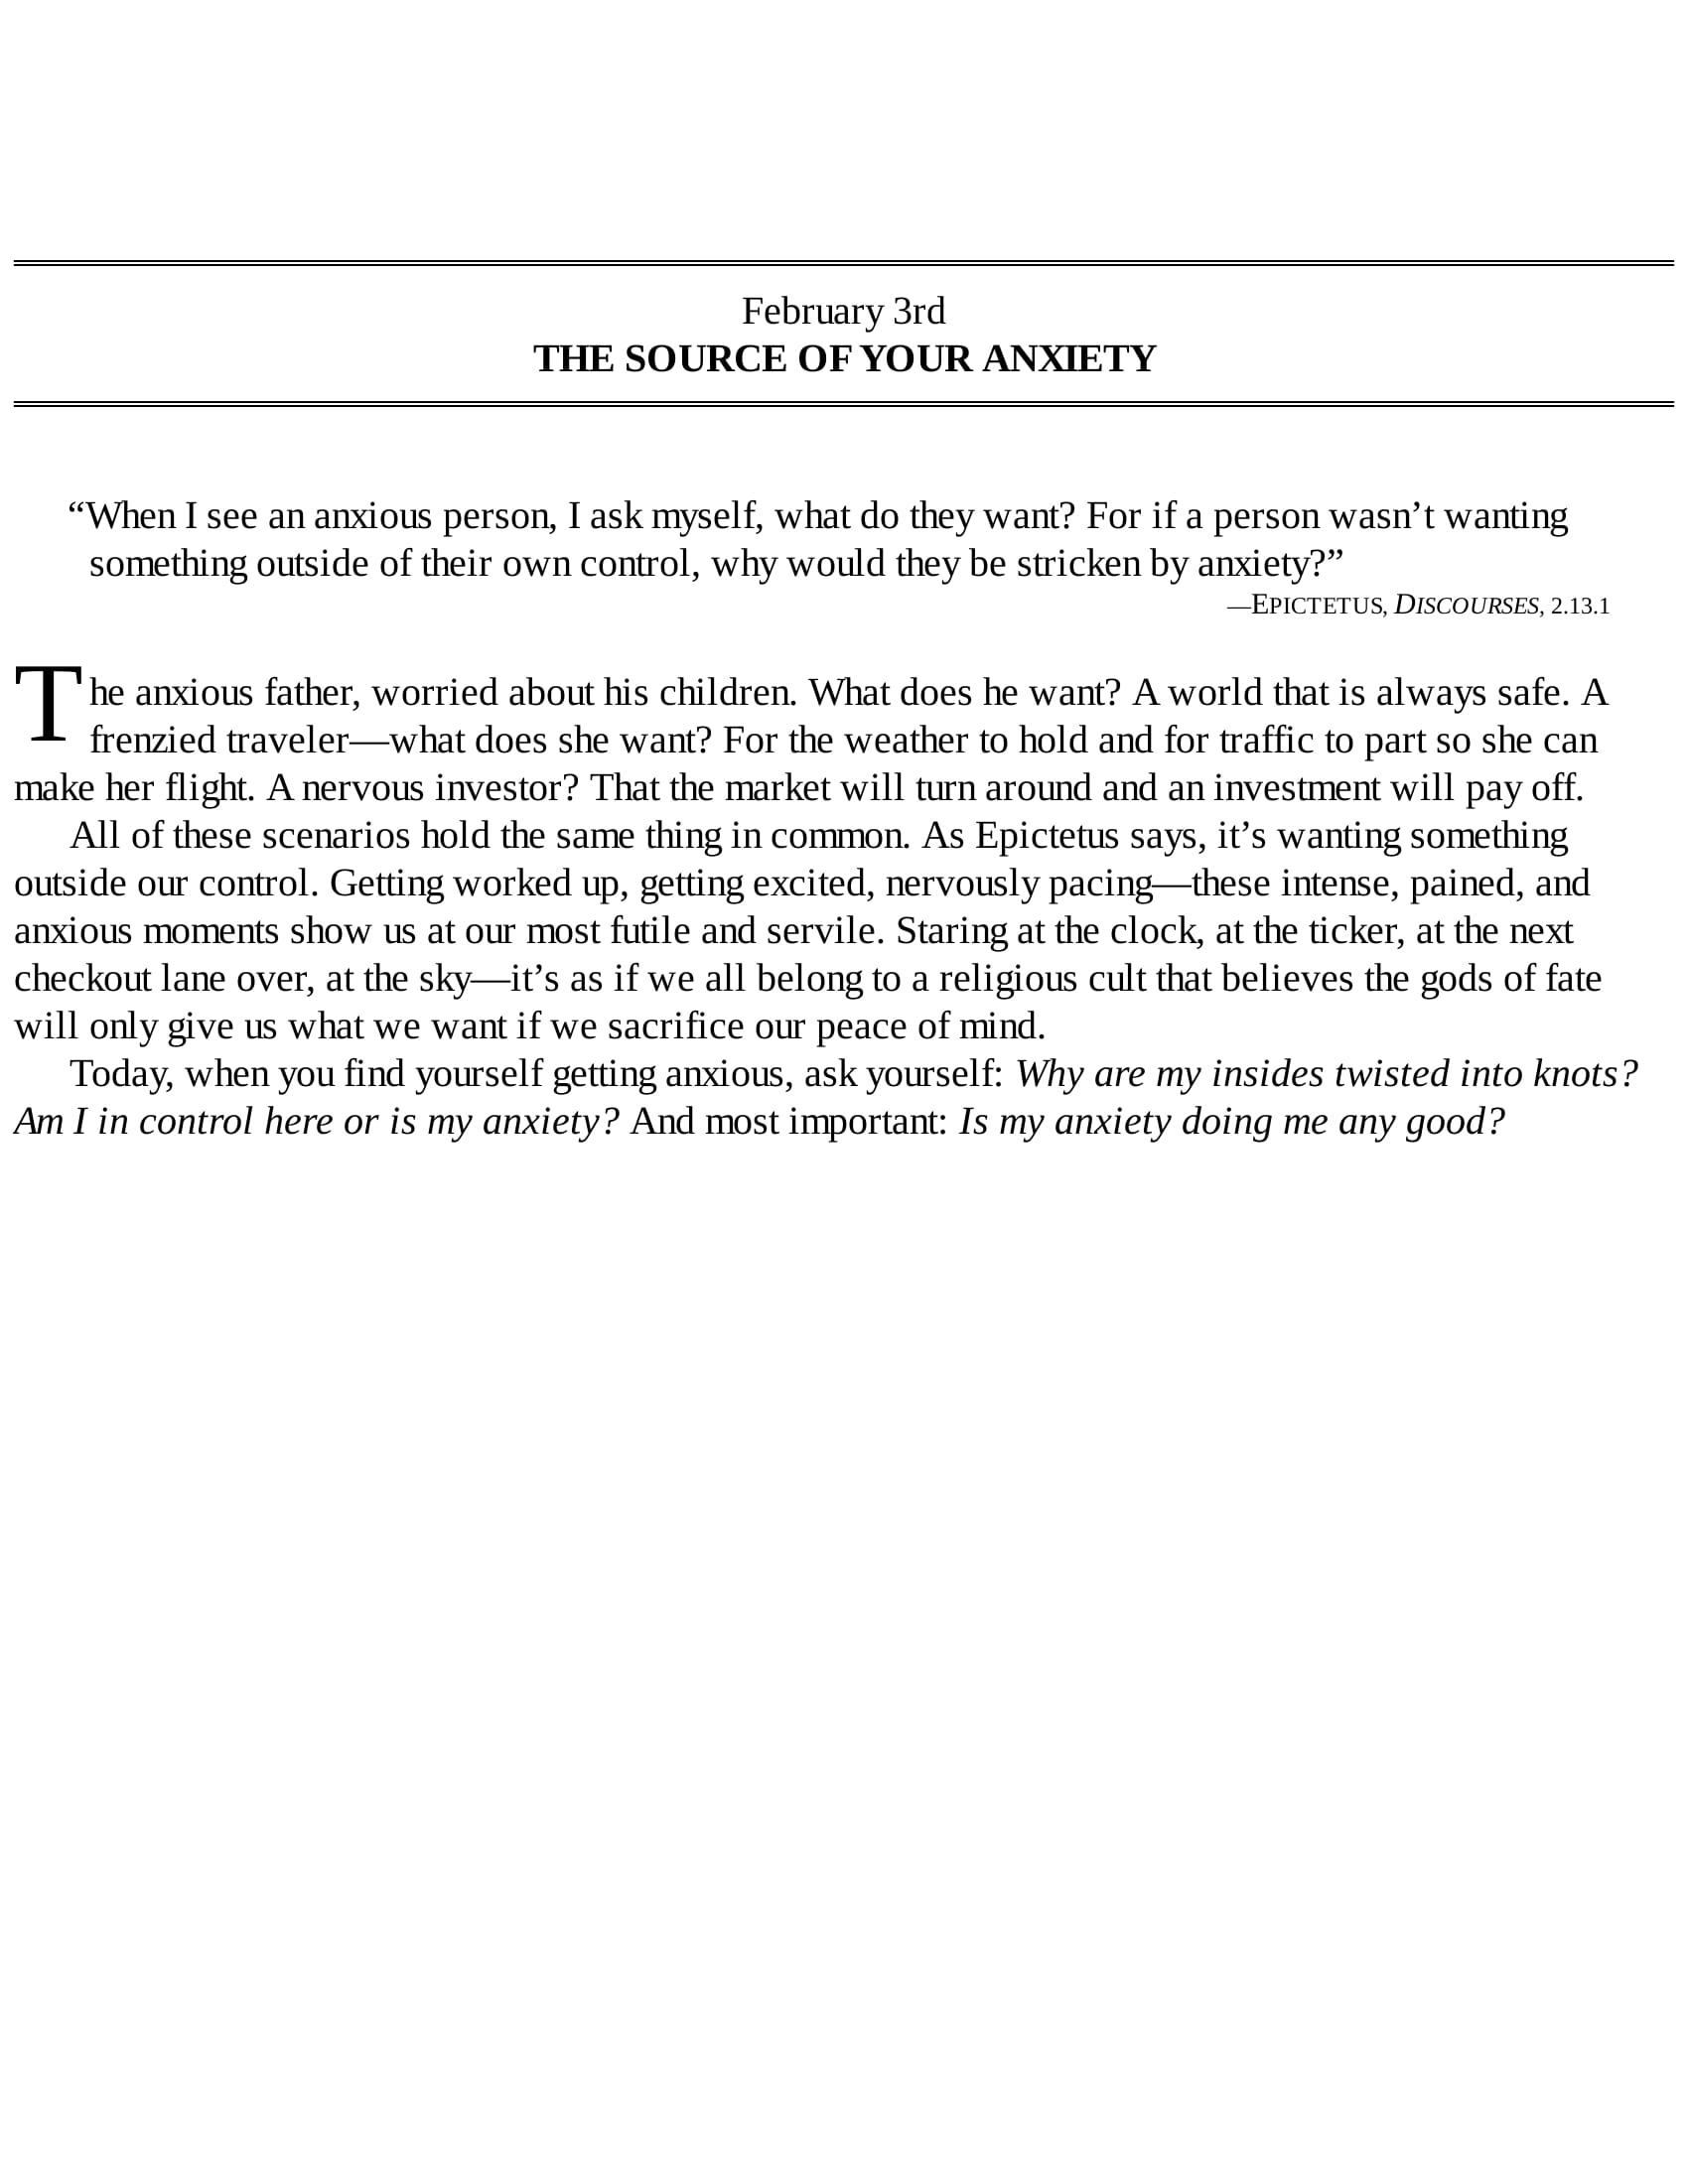 February 3rd
THE SOURCE OF YOUR ANXIETY
“When I see an anxious person, I ask myself, what do they want? For if a person wasn’t wanting
something outside of their own control, why would they be stricken by anxiety?”
—EPICTETUS, DISCOURSES, 2.13.1
The anxious father, worried about his children. What does he want? A world that is always safe. A
frenzied traveler—what does she want? For the weather to hold and for traffic to part so she can
make her flight. A nervous investor? That the market will turn around and an investment will pay off.
All of these scenarios hold the same thing in common. As Epictetus says, it’s wanting something
outside our control. Getting worked up, getting excited, nervously pacing—these intense, pained, and
anxious moments show us at our most futile and servile. Staring at the clock, at the ticker, at the next
checkout lane over, at the sky—it’s as if we all belong to a religious cult that believes the gods of fate
will only give us what we want if we sacrifice our peace of mind.
Today, when you find yourself getting anxious, ask yourself: Why are my insides twisted into knots?
Am I in control here or is my anxiety? And most important: Is my anxiety doing me any good?